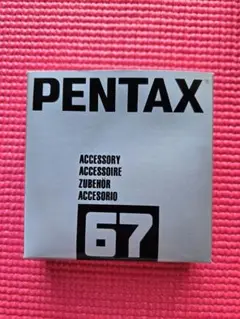 PENTAX
ACCESSORY
ACCESSOIRE
ZUBEHÖR
ACCESORIO
67